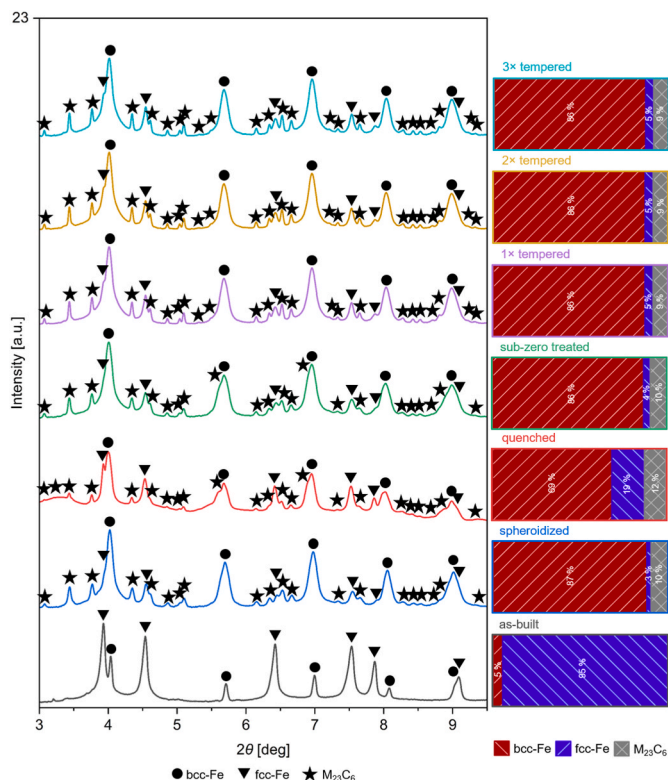 23
3× tempered
86 %
5 %
9 %
2× tempered
86 %
5 %
9 %
1× tempered
86 %
5 %
9 %
sub-zero treated
86 %
4 %
10 %
quenched
69 %
19 %
12 %
spheroidized
87 %
3 %
10 %
as-built
5 %
95 %
Intensity [a.u.]
3 4 5 6 7 8 9
2θ [deg]
bcc-Fe fcc-Fe M₂₃C₆
bcc-Fe fcc-Fe M₂₃C₆